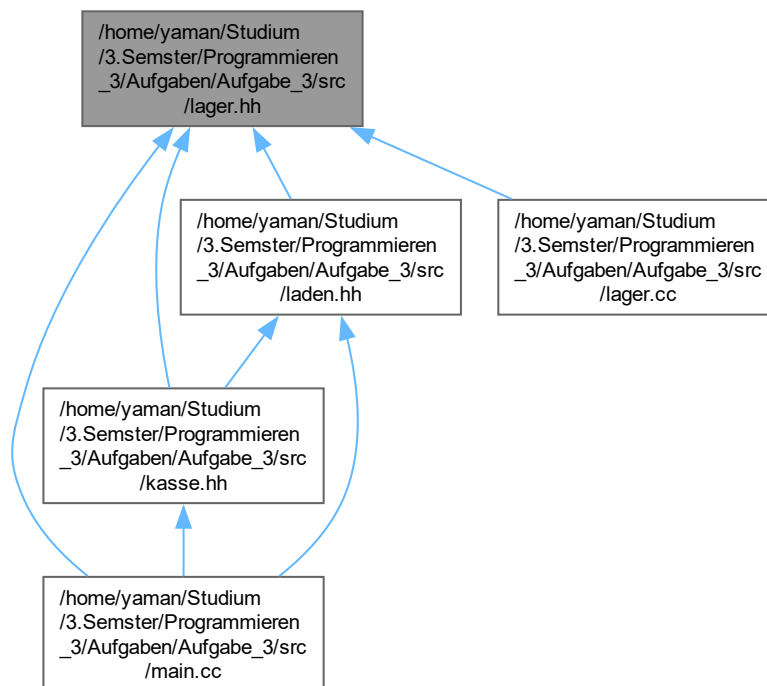 /home/yaman/Studium
/3.Semster/Programmieren
_3/Aufgaben/Aufgabe_3/src
/lager.hh
/home/yaman/Studium
/3.Semster/Programmieren
_3/Aufgaben/Aufgabe_3/src
/laden.hh
/home/yaman/Studium
/3.Semster/Programmieren
_3/Aufgaben/Aufgabe_3/src
/lager.cc
/home/yaman/Studium
/3.Semster/Programmieren
_3/Aufgaben/Aufgabe_3/src
/kasse.hh
/home/yaman/Studium
/3.Semster/Programmieren
_3/Aufgaben/Aufgabe_3/src
/main.cc